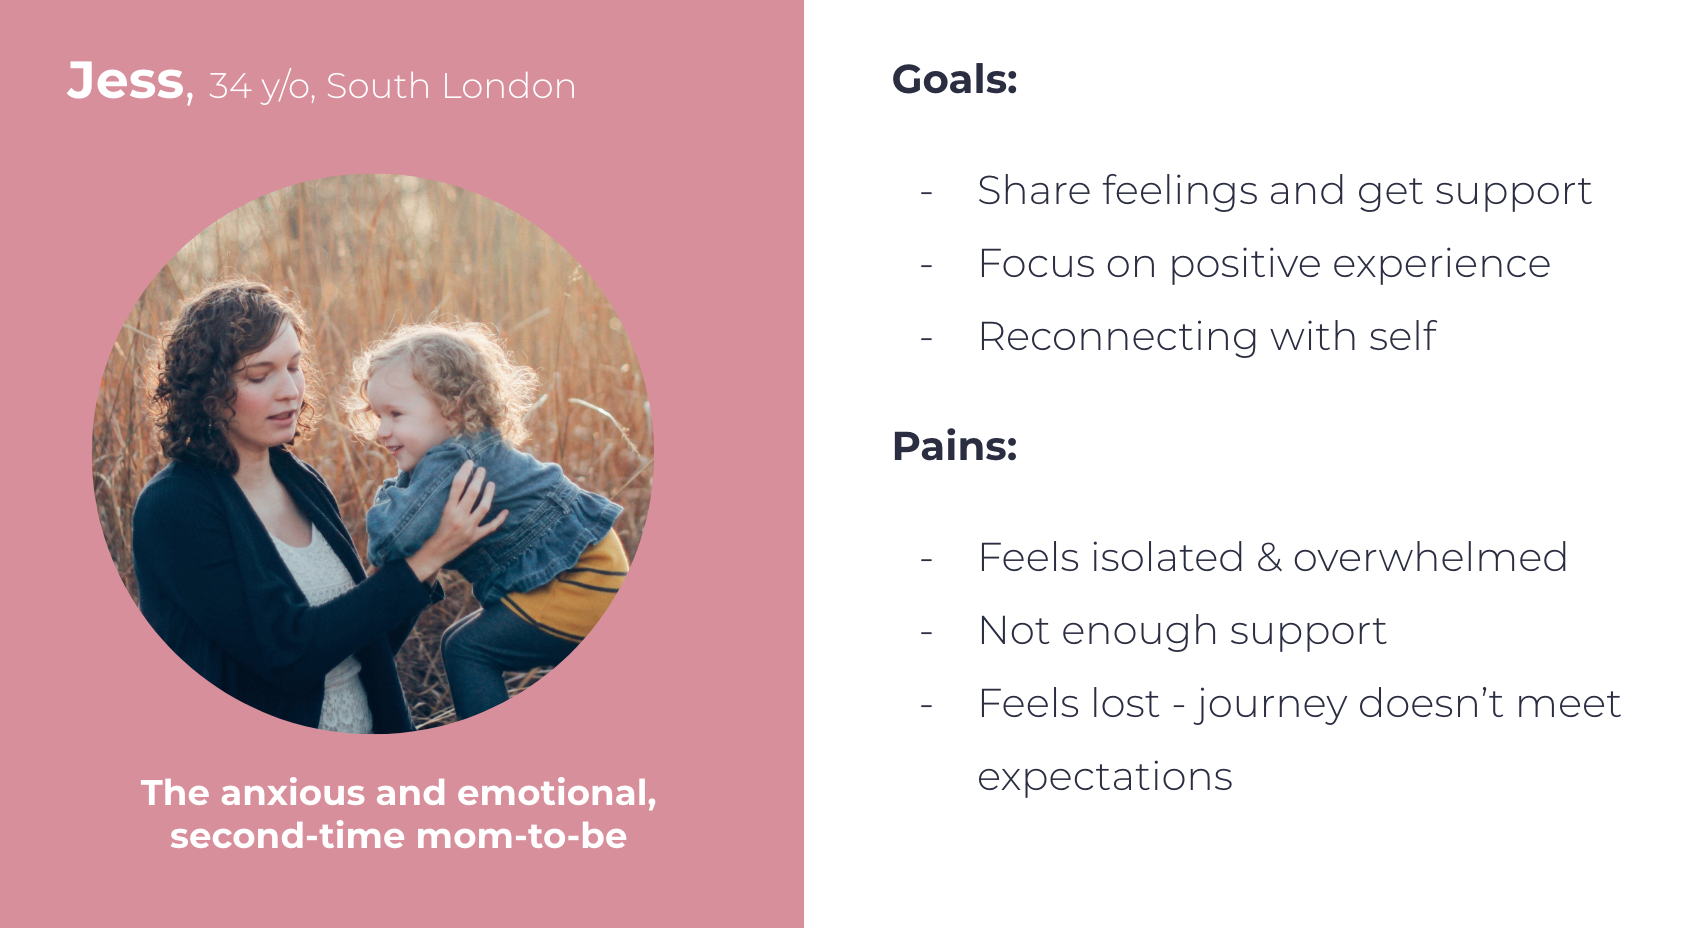 Jess, 34 y/o, South London
The anxious and emotional,
second-time mom-to-be
Goals:
- Share feelings and get support
- Focus on positive experience
- Reconnecting with self
Pains:
- Feels isolated & overwhelmed
- Not enough support
- Feels lost - journey doesn’t meet
expectations